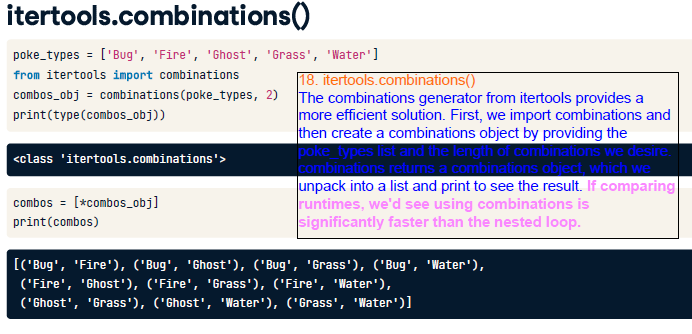 itertools.combinations()
poke_types = ['Bug', 'Fire', 'Ghost', 'Grass', 'Water']
from itertools import combinations
combos_obj = combinations(poke_types, 2)
print(type(combos_obj))
18. itertools.combinations()
The combinations generator from itertools provides a
more efficient solution. First, we import combinations and
then create a combinations object by providing the
poke_types list and the length of combinations we desire
combinations returns a combinations object, which we
unpack into a list and print to see the result. If comparing
runtimes, we'd see using combinations is
significantly faster than the nested loop.
<class 'itertools.combinations'>
combos = [*combos_obj]
print(combos)
[('Bug', 'Fire'), ('Bug', 'Ghost'), ('Bug', 'Grass'), ('Bug', 'Water'),
('Fire', 'Ghost'), ('Fire', 'Grass'), ('Fire', 'Water'),
('Ghost', 'Grass'), ('Ghost', 'Water'), ('Grass', 'Water')]